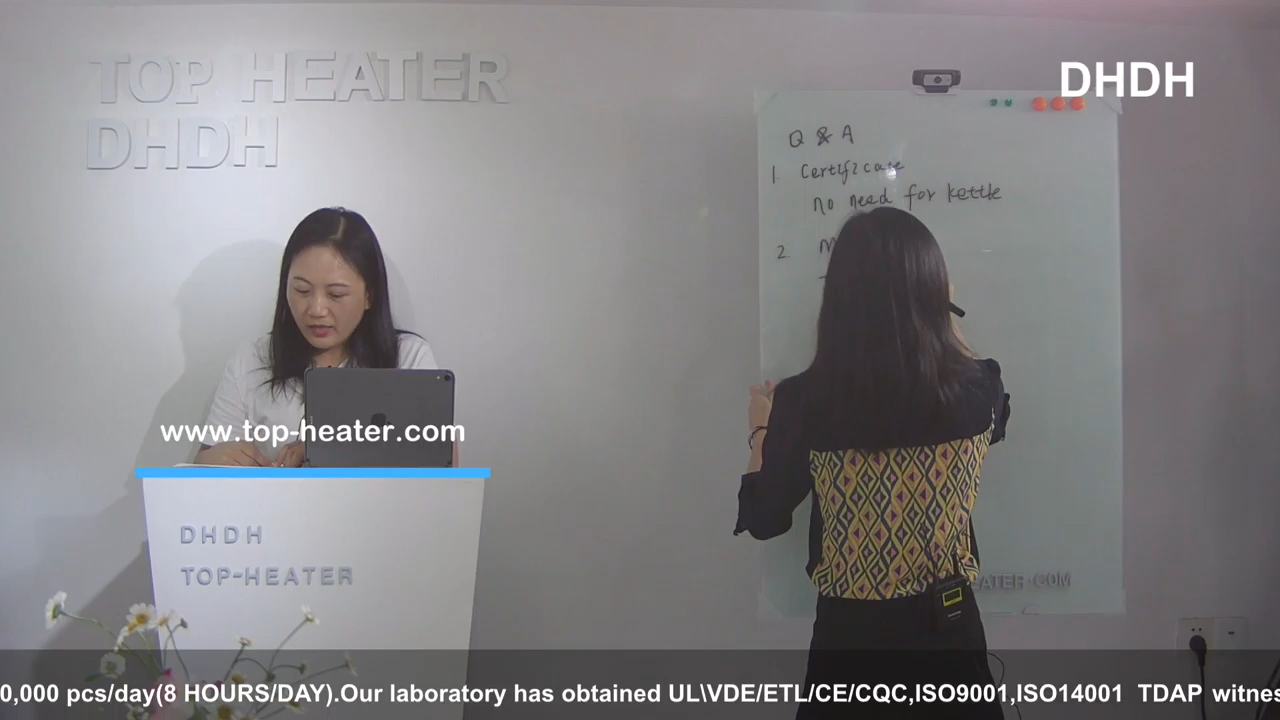 TOP HEATER
DHDH
DHDH
Q & A
1. Certificate
no need for kettle
2.
www.top-heater.com
DHDH
TOP-HEATER
HEATER.COM
0,000 pcs/day(8 HOURS/DAY).Our laboratory has obtained UL\VDE/ETL/CE/CQC,ISO9001,ISO14001 TDAP witnes